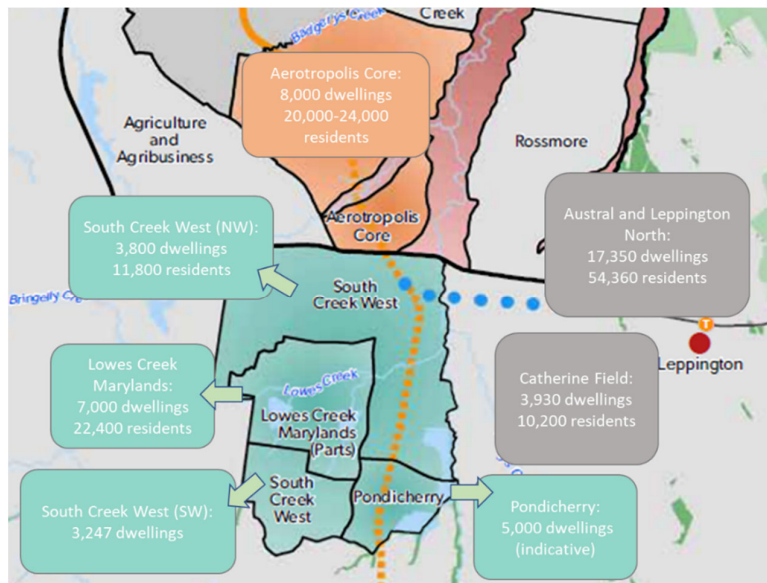 Badgerys Creek
Creek
Aerotropolis Core:
8,000 dwellings
20,000-24,000
residents
Agriculture
and
Agribusiness
Rossmore
Aerotropolis
Core
South Creek West (NW):
3,800 dwellings
11,800 residents
Austral and Leppington
North:
17,350 dwellings
54,360 residents
South
Creek West
T
Leppington
Lowes Creek
Marylands:
7,000 dwellings
22,400 residents
Lowes Creek
Lowes Creek
Marylands
(Parts)
Catherine Field:
3,930 dwellings
10,200 residents
South
Creek
West
Pondicherry
South Creek West (SW):
3,247 dwellings
Pondicherry:
5,000 dwellings
(indicative)